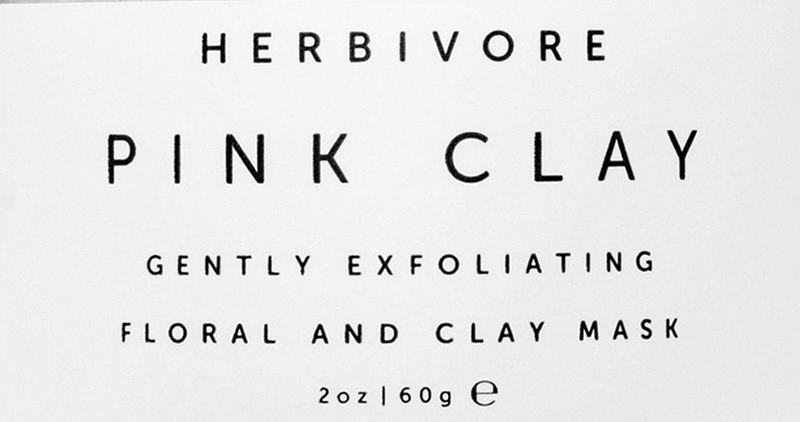 HERBIVORE
PINK CLAY
GENTLY EXFOLIATING
FLORAL AND CLAY MASK
2oz | 60g ℮